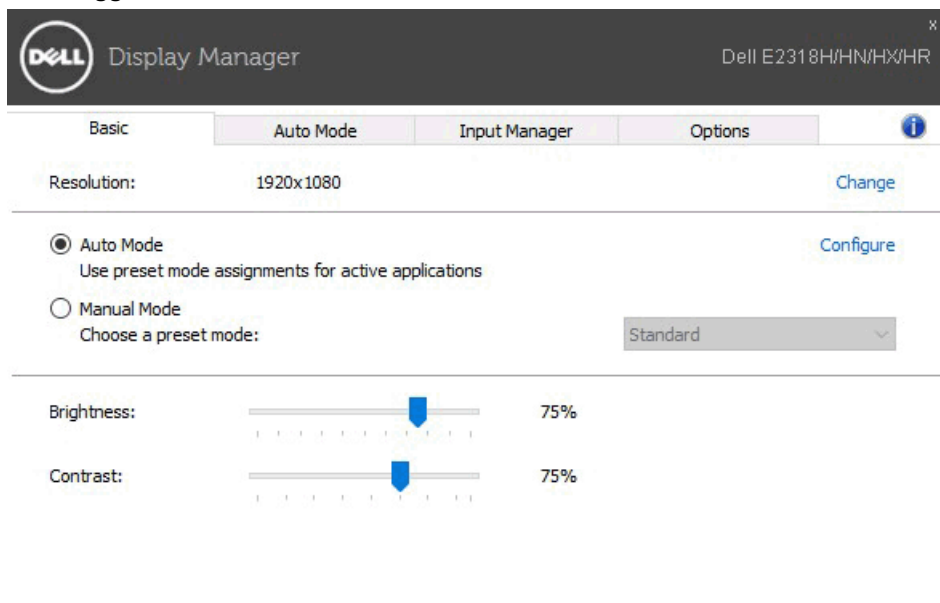 x
DELL Display Manager
Dell E2318H/HN/HX/HR
Basic Auto Mode Input Manager Options i
Resolution: 1920x1080 Change
Auto Mode Configure
Use preset mode assignments for active applications
Manual Mode
Choose a preset mode: Standard
Brightness: 75%
Contrast: 75%